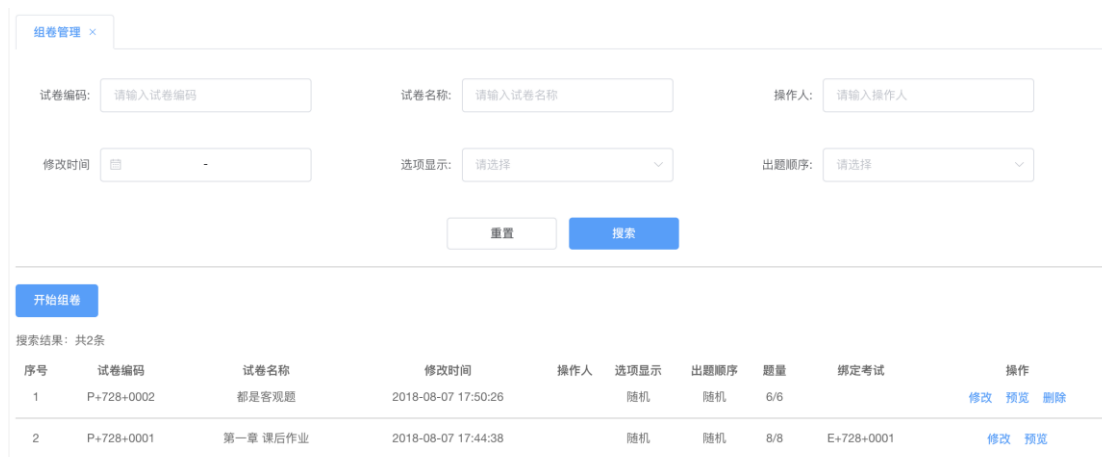 组卷管理 ×
试卷编码: 请输入试卷编码 试卷名称: 请输入试卷名称 操作人: 请输入操作人
修改时间 - 选项显示: 请选择 出题顺序: 请选择
重置 搜索
开始组卷
搜索结果：共2条
序号 试卷编码 试卷名称 修改时间 操作人 选项显示 出题顺序 题量 绑定考试 操作
1 P+728+0002 都是客观题 2018-08-07 17:50:26 随机 随机 6/6 修改 预览 删除
2 P+728+0001 第一章 课后作业 2018-08-07 17:44:38 随机 随机 8/8 E+728+0001 修改 预览